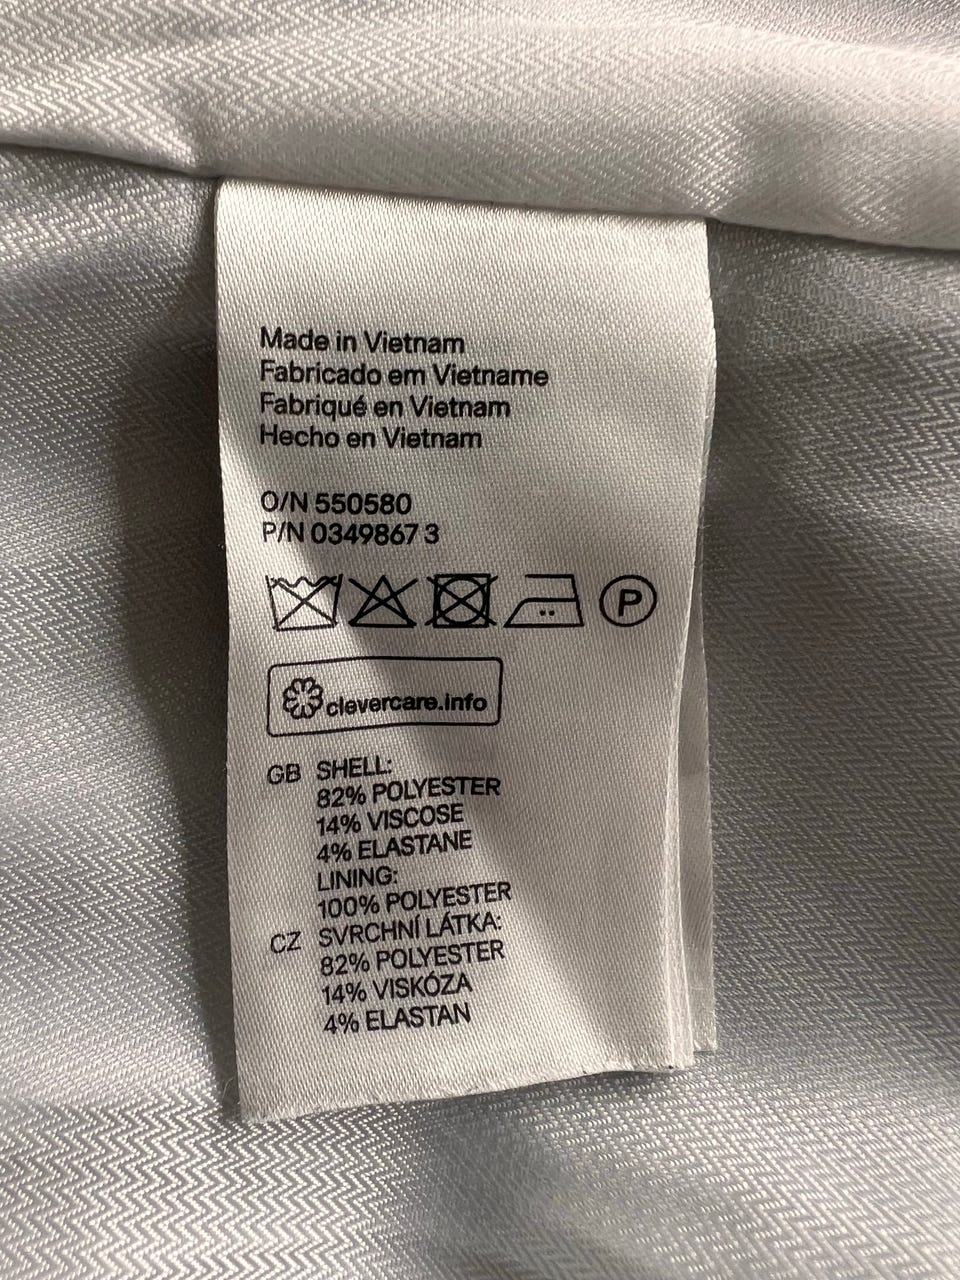 Made in Vietnam
Fabricado em Vietname
Fabriqué en Vietnam
Hecho en Vietnam
O/N 550580
P/N 0349867 3
P
clevercare.info
GB SHELL:
82% POLYESTER
14% VISCOSE
4% ELASTANE
LINING:
100% POLYESTER
CZ SVRCHNÍ LÁTKA:
82% POLYESTER
14% VISKÓZA
4% ELASTAN